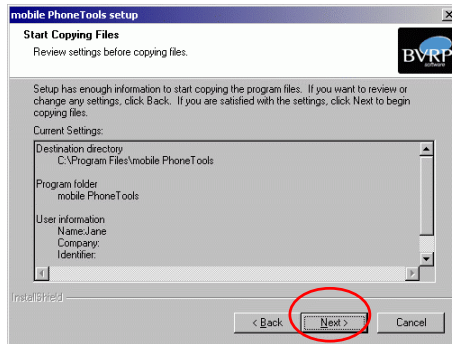 mobile PhoneTools setup
Start Copying Files
Review settings before copying files.
BVRP
software
Setup has enough information to start copying the program files. If you want to review or
change any settings, click Back. If you are satisfied with the settings, click Next to begin
copying files.
Current Settings:
Destination directory
C:\Program Files\mobile PhoneTools
Program folder
mobile PhoneTools
User information
Name:Jane
Company:
Identifier:
InstallShield
< Back Next > Cancel